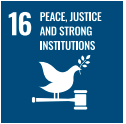 16 PEACE, JUSTICE
AND STRONG
INSTITUTIONS